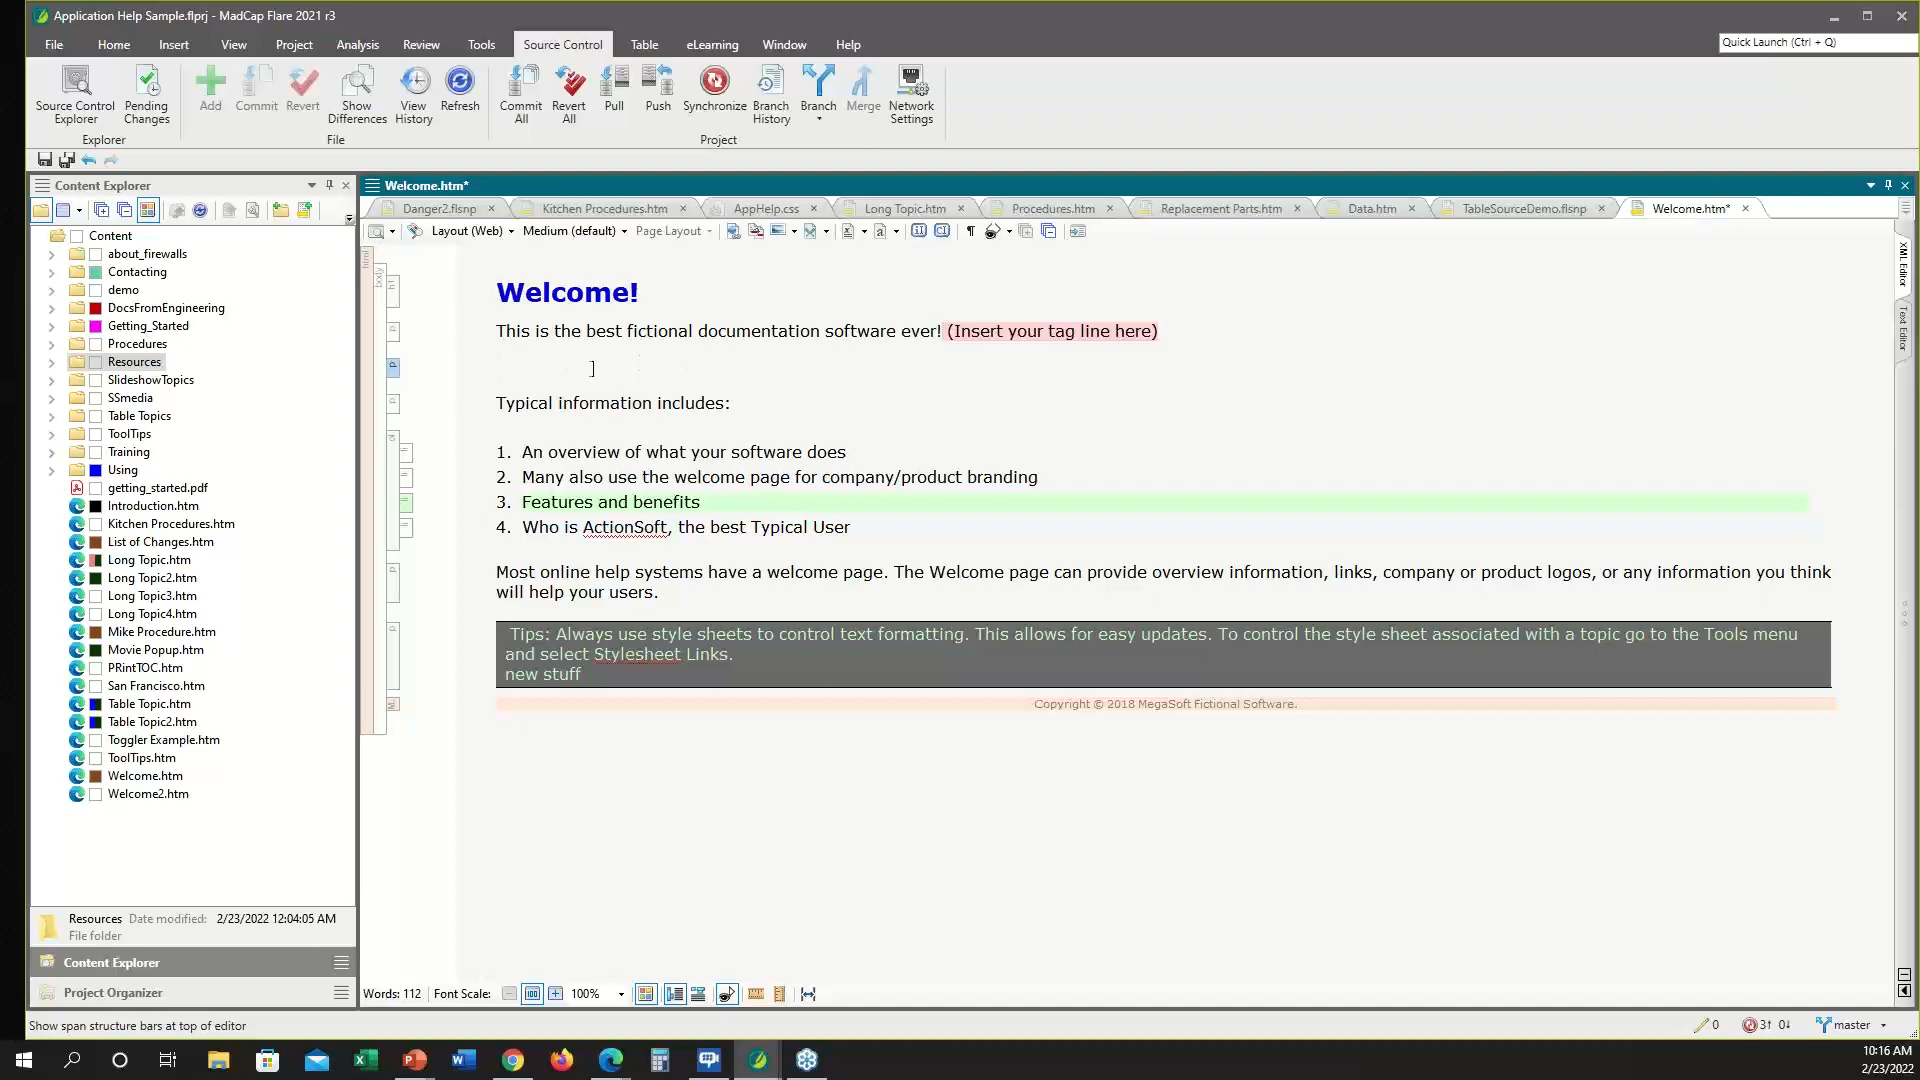 Application Help Sample.flprj - MadCap Flare 2021 r3
File Home Insert View Project Analysis Review Tools Source Control Table eLearning Window Help
Quick Launch (Ctrl + Q)
Source Control Explorer
Pending Changes
Add
Commit
Revert
Show Differences
View History
Refresh
Commit All
Revert All
Pull
Push
Synchronize
Branch History
Branch
Merge
Network Settings
Explorer File Project
Content Explorer
Welcome.htm*
Danger2.flsnp Kitchen Procedures.htm AppHelp.css Long Topic.htm Procedures.htm Replacement Parts.htm Data.htm TableSourceDemo.flsnp Welcome.htm*
Layout (Web) Medium (default) Page Layout
Content
about_firewalls
Contacting
demo
DocsFromEngineering
Getting_Started
Procedures
Resources
SlideshowTopics
SSmedia
Table Topics
ToolTips
Training
Using
getting_started.pdf
Introduction.htm
Kitchen Procedures.htm
List of Changes.htm
Long Topic.htm
Long Topic2.htm
Long Topic3.htm
Long Topic4.htm
Mike Procedure.htm
Movie Popup.htm
PRintTOC.htm
San Francisco.htm
Table Topic.htm
Table Topic2.htm
Toggler Example.htm
ToolTips.htm
Welcome.htm
Welcome2.htm
Resources Date modified: 2/23/2022 12:04:05 AM
File folder
Content Explorer
Project Organizer
html
body
h1
Welcome!
This is the best fictional documentation software ever! (Insert your tag line here)
Typical information includes:
1. An overview of what your software does
2. Many also use the welcome page for company/product branding
3. Features and benefits
4. Who is ActionSoft, the best Typical User
Most online help systems have a welcome page. The Welcome page can provide overview information, links, company or product logos, or any information you think
will help your users.
Tips: Always use style sheets to control text formatting. This allows for easy updates. To control the style sheet associated with a topic go to the Tools menu
and select Stylesheet Links.
new stuff
Copyright © 2018 MegaSoft Fictional Software.
XML Editor
Text Editor
Words: 112 Font Scale: 100%
Show span structure bars at top of editor
0 3↑ 0↓ master
10:16 AM
2/23/2022